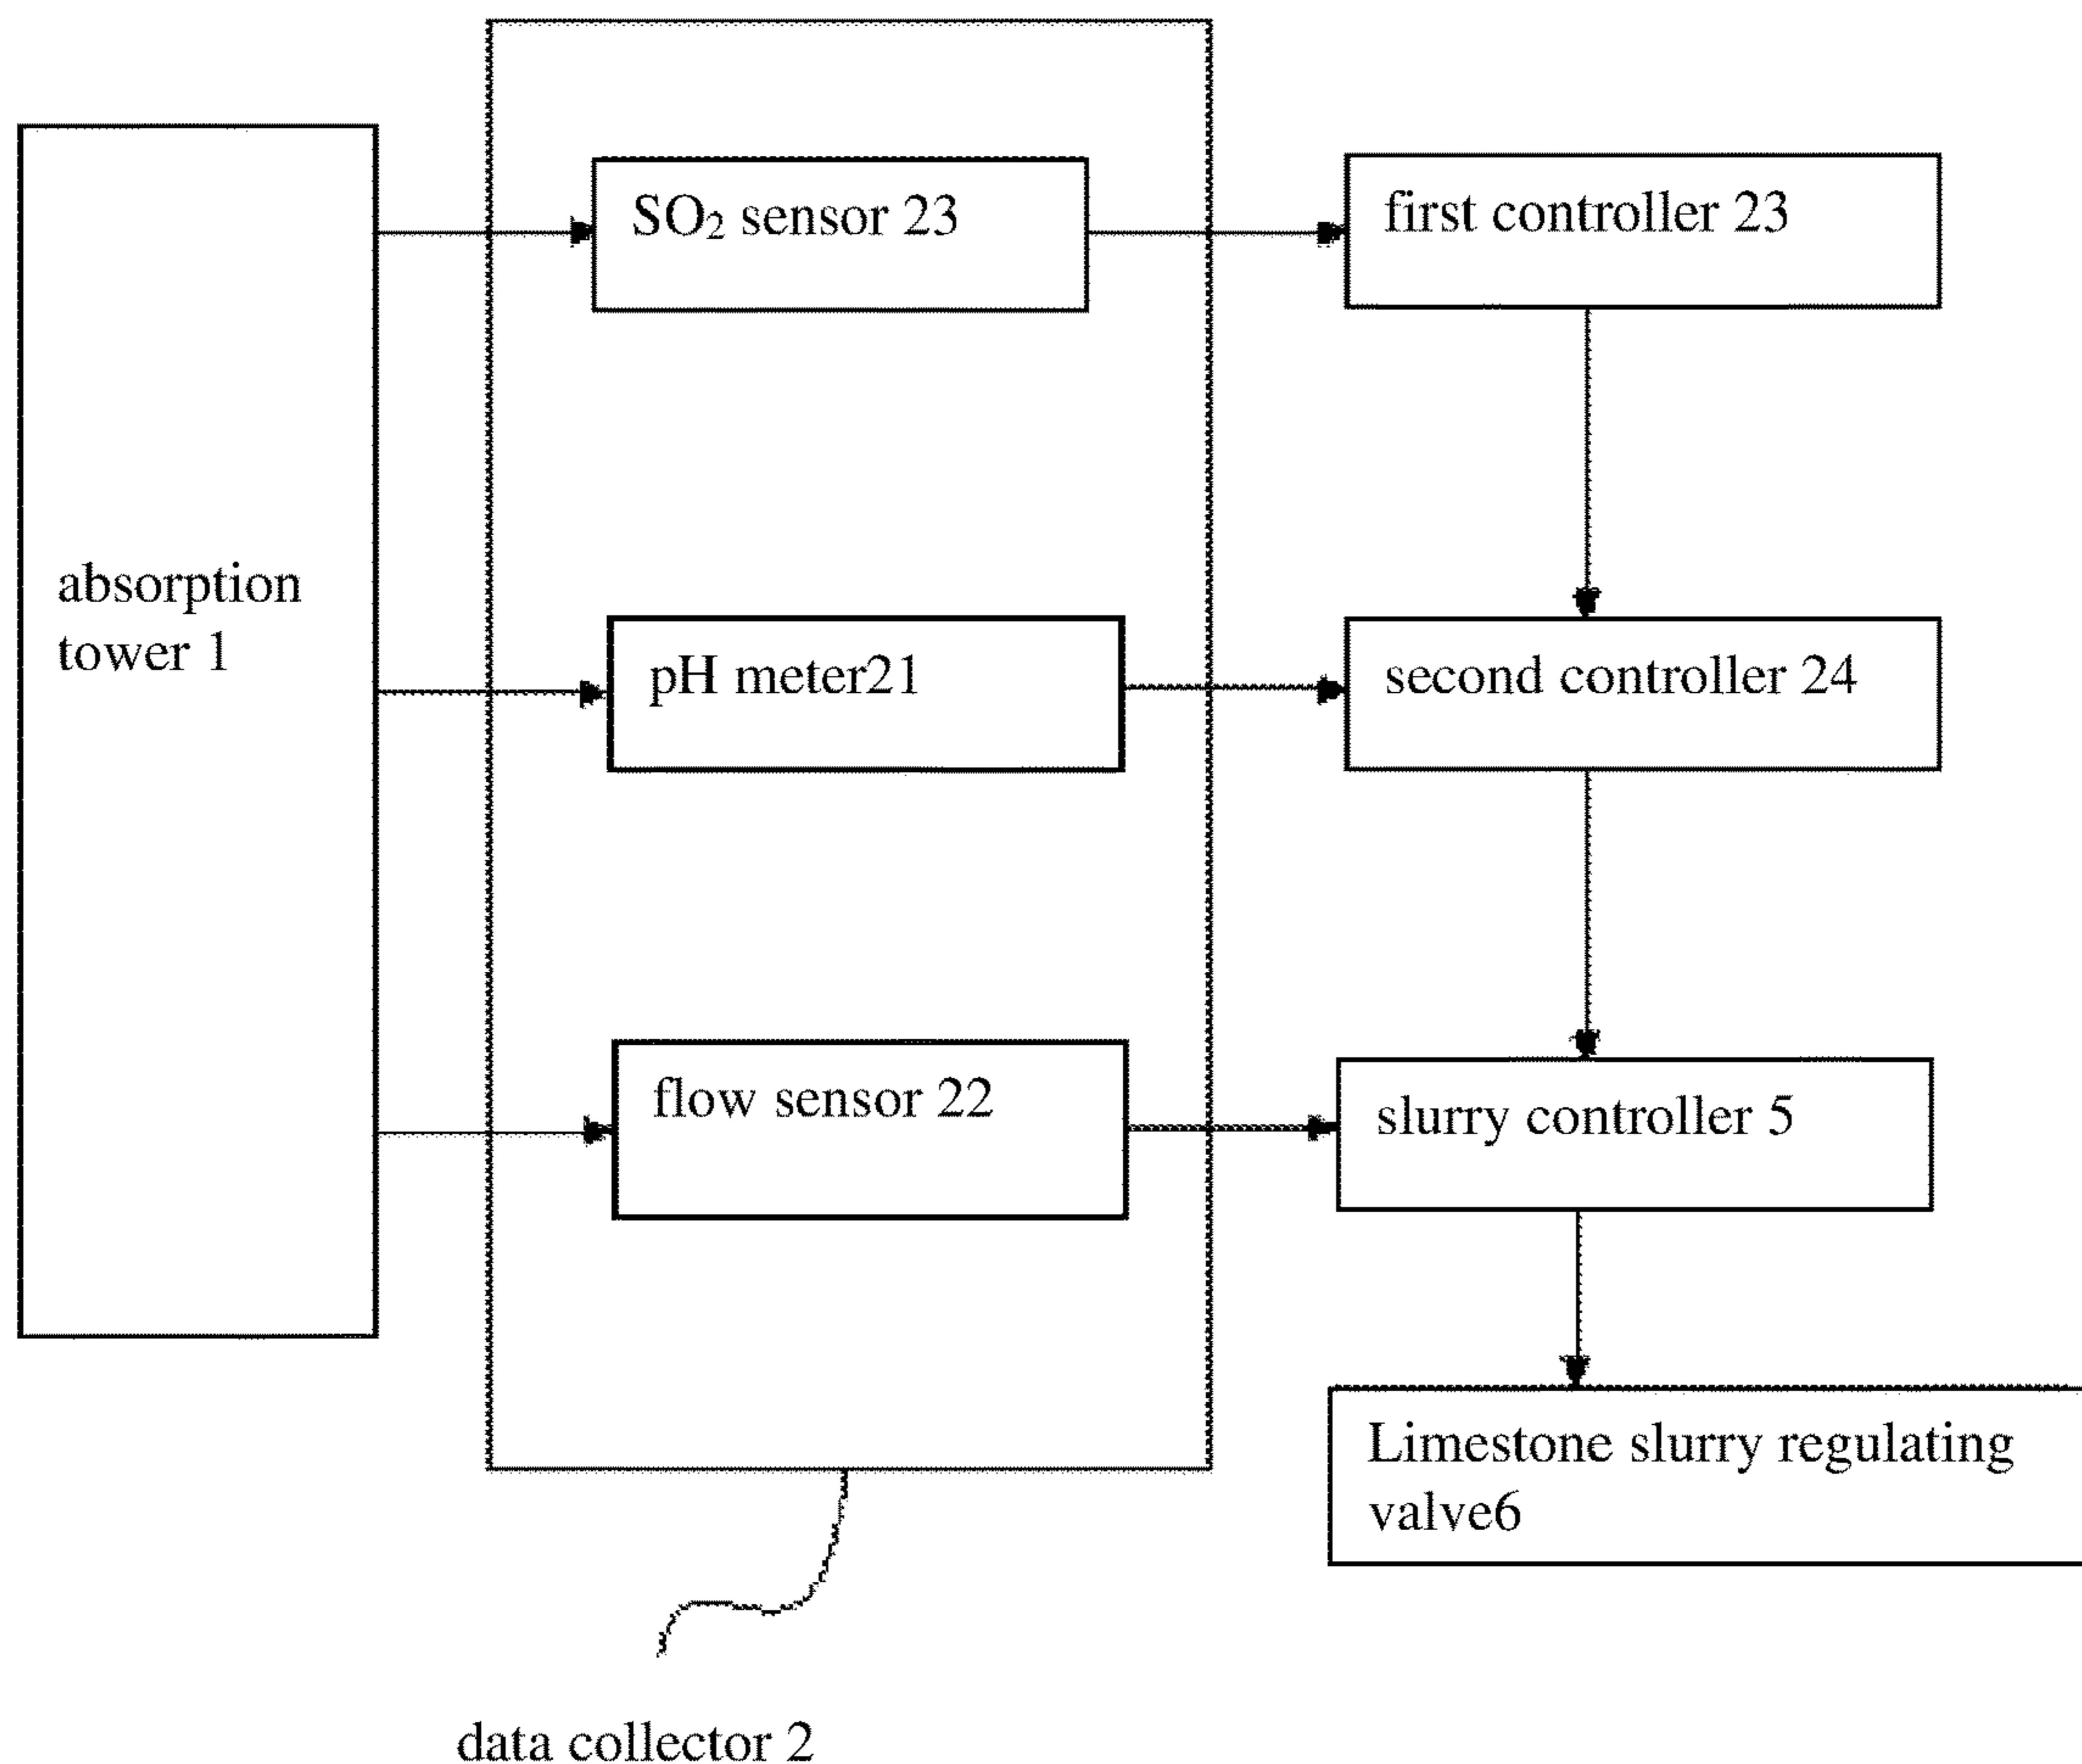 SO₂ sensor 23
first controller 23
absorption
tower 1
pH meter21
second controller 24
flow sensor 22
slurry controller 5
Limestone slurry regulating
valve6
data collector 2